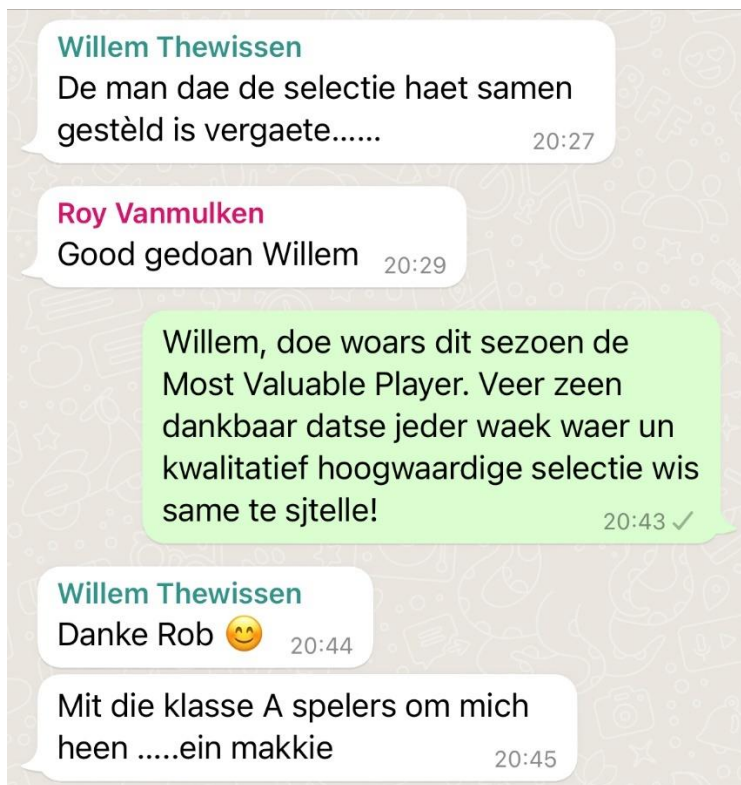 Willem Thewissen
De man dae de selectie haet samen
gestèld is vergaete......
20:27
Roy Vanmulken
Good gedoan Willem
20:29
Willem, doe woars dit sezoen de
Most Valuable Player. Veer zeen
dankbaar datse jeder waek waer un
kwalitatief hoogwaardige selectie wis
same te sjtelle!
20:43
Willem Thewissen
Danke Rob 😊
20:44
Mit die klasse A spelers om mich
heen .....ein makkie
20:45